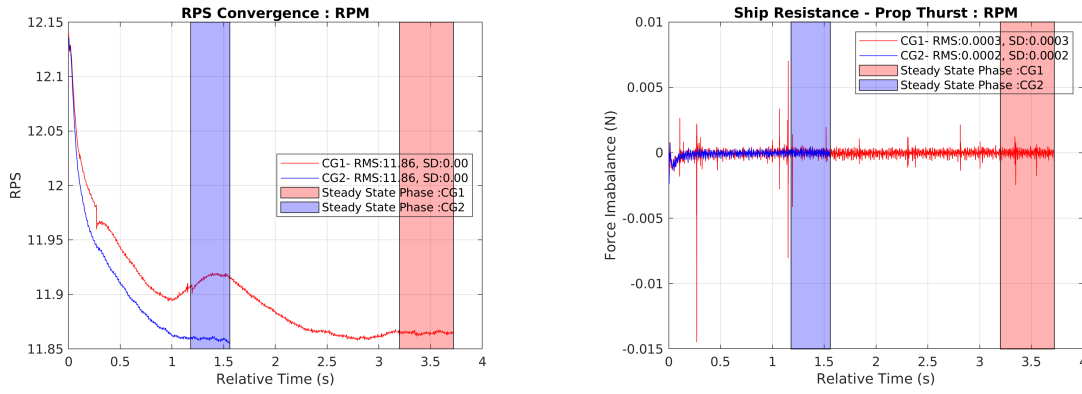 RPS Convergence : RPM
12.15
12.1
12.05
12
11.95
11.9
11.85
RPS
CG1- RMS:11.86, SD:0.00
CG2- RMS:11.86, SD:0.00
Steady State Phase :CG1
Steady State Phase :CG2
0 0.5 1 1.5 2 2.5 3 3.5 4
Relative Time (s)
Ship Resistance - Prop Thurst : RPM
0.01
0.005
0
-0.005
-0.01
-0.015
Force Imabalance (N)
CG1- RMS:0.0003, SD:0.0003
CG2- RMS:0.0002, SD:0.0002
Steady State Phase :CG1
Steady State Phase :CG2
0 0.5 1 1.5 2 2.5 3 3.5 4
Relative Time (s)